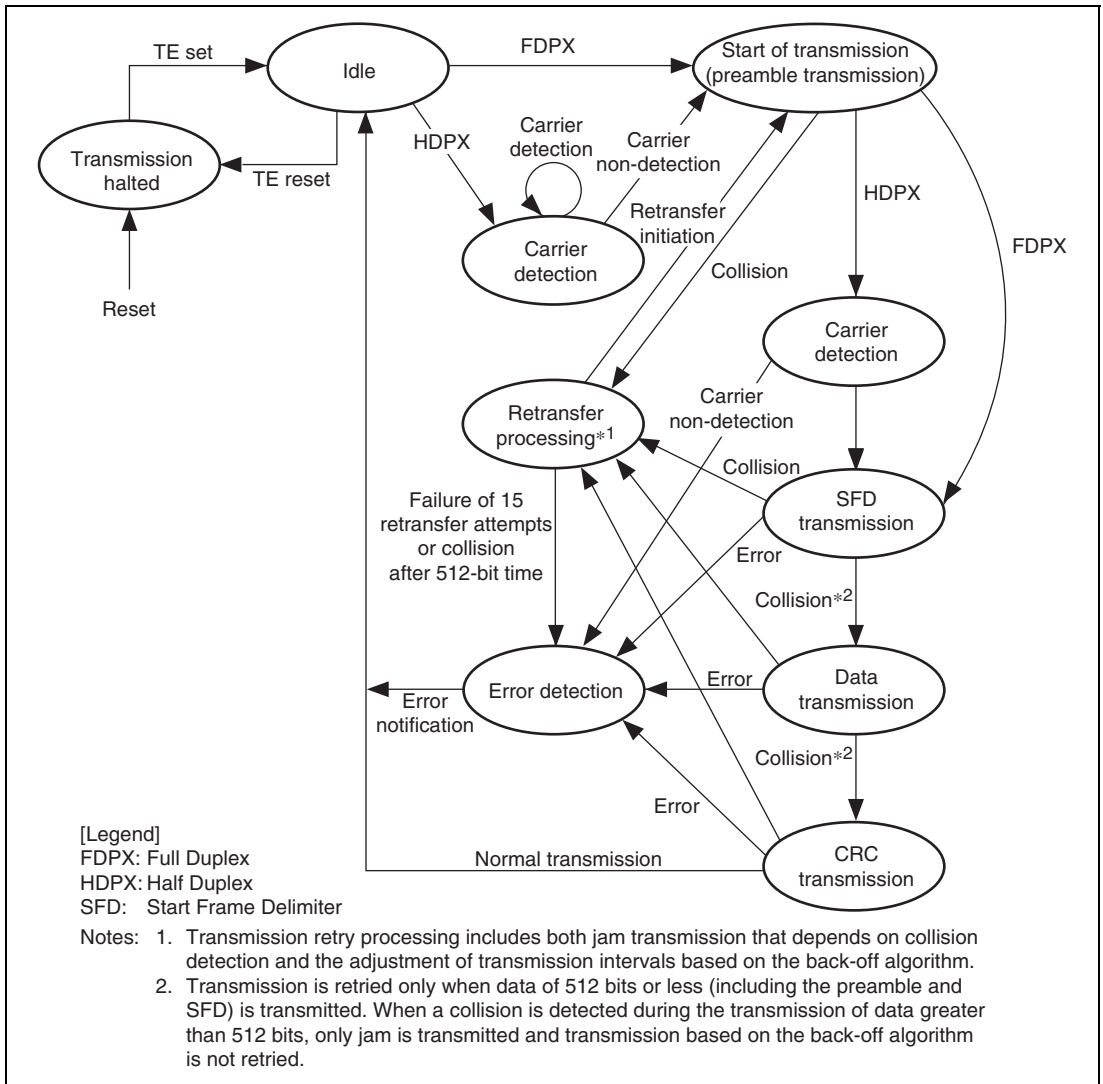 TE set
Idle
FDPX
Start of transmission
(preamble transmission)
Transmission
halted
TE reset
HDPX
Carrier
detection
Carrier
non-detection
HDPX
FDPX
Reset
Carrier
detection
Retransfer
initiation
Collision
Carrier
detection
Retransfer
processing*1
Carrier
non-detection
Collision
SFD
transmission
Failure of 15
retransfer attempts
or collision
after 512-bit time
Error
Collision*2
Error detection
Error
Data
transmission
Error
notification
Collision*2
Error
Normal transmission
CRC
transmission
[Legend]
FDPX: Full Duplex
HDPX: Half Duplex
SFD: Start Frame Delimiter
Notes: 1. Transmission retry processing includes both jam transmission that depends on collision
detection and the adjustment of transmission intervals based on the back-off algorithm.
2. Transmission is retried only when data of 512 bits or less (including the preamble and
SFD) is transmitted. When a collision is detected during the transmission of data greater
than 512 bits, only jam is transmitted and transmission based on the back-off algorithm
is not retried.